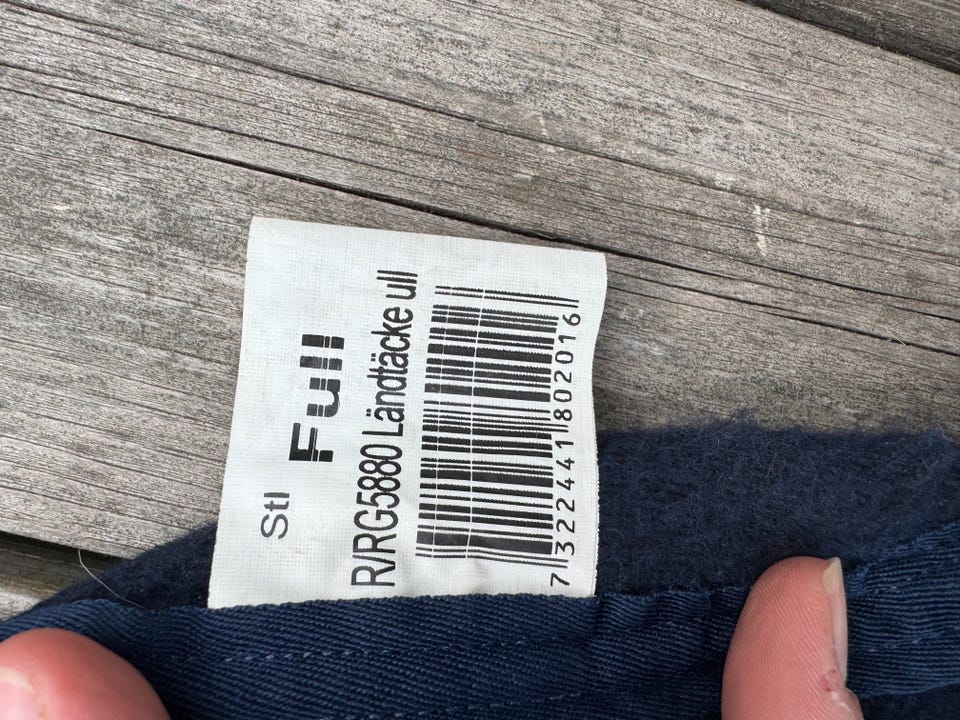 Stl Full
R/RG5880 Ländtäcke ull
7322441802016